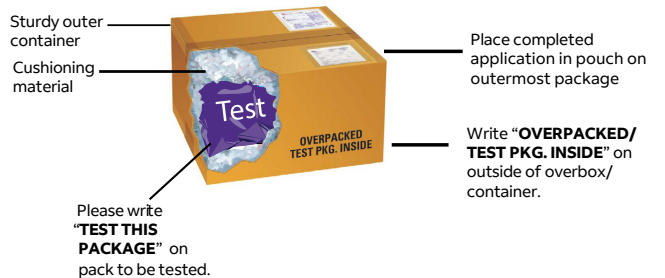 Sturdy outer
container
Cushioning
material
Test
OVERPACKED
TEST PKG. INSIDE
Place completed
application in pouch on
outermost package
Write “OVERPACKED/
TEST PKG. INSIDE” on
outside of overbox/
container.
Please write
“TEST THIS
PACKAGE” on
pack to be tested.